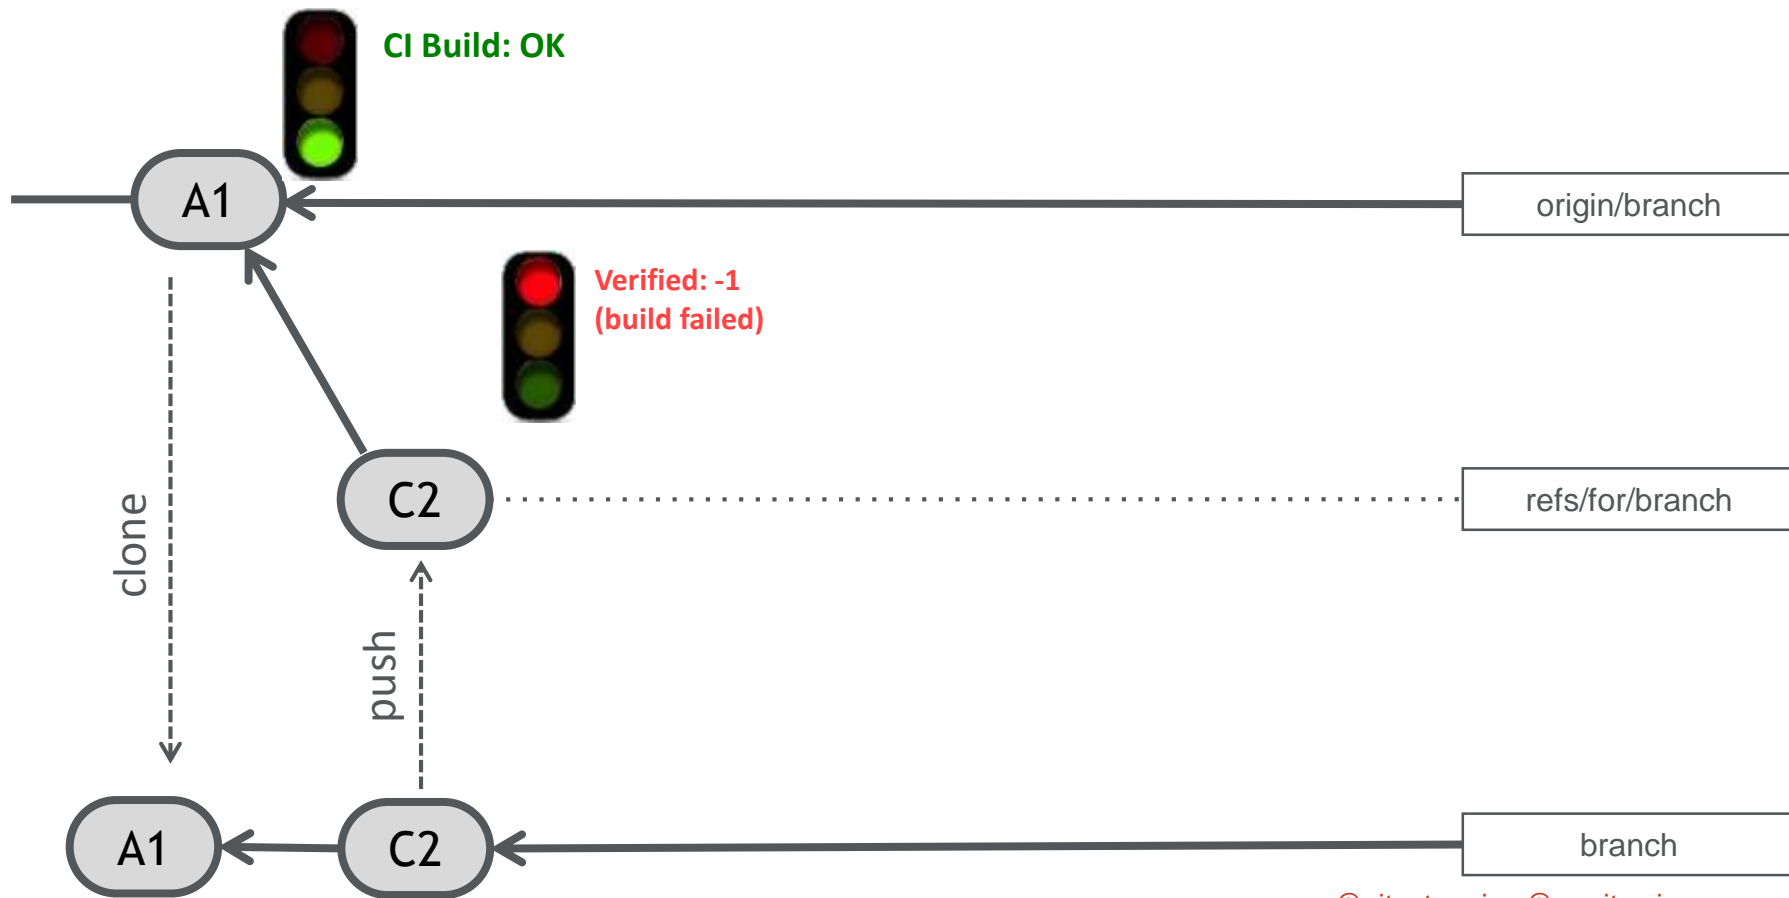 CI Build: OK
A1
origin/branch
Verified: -1
(build failed)
clone
C2
refs/for/branch
push
A1
C2
branch